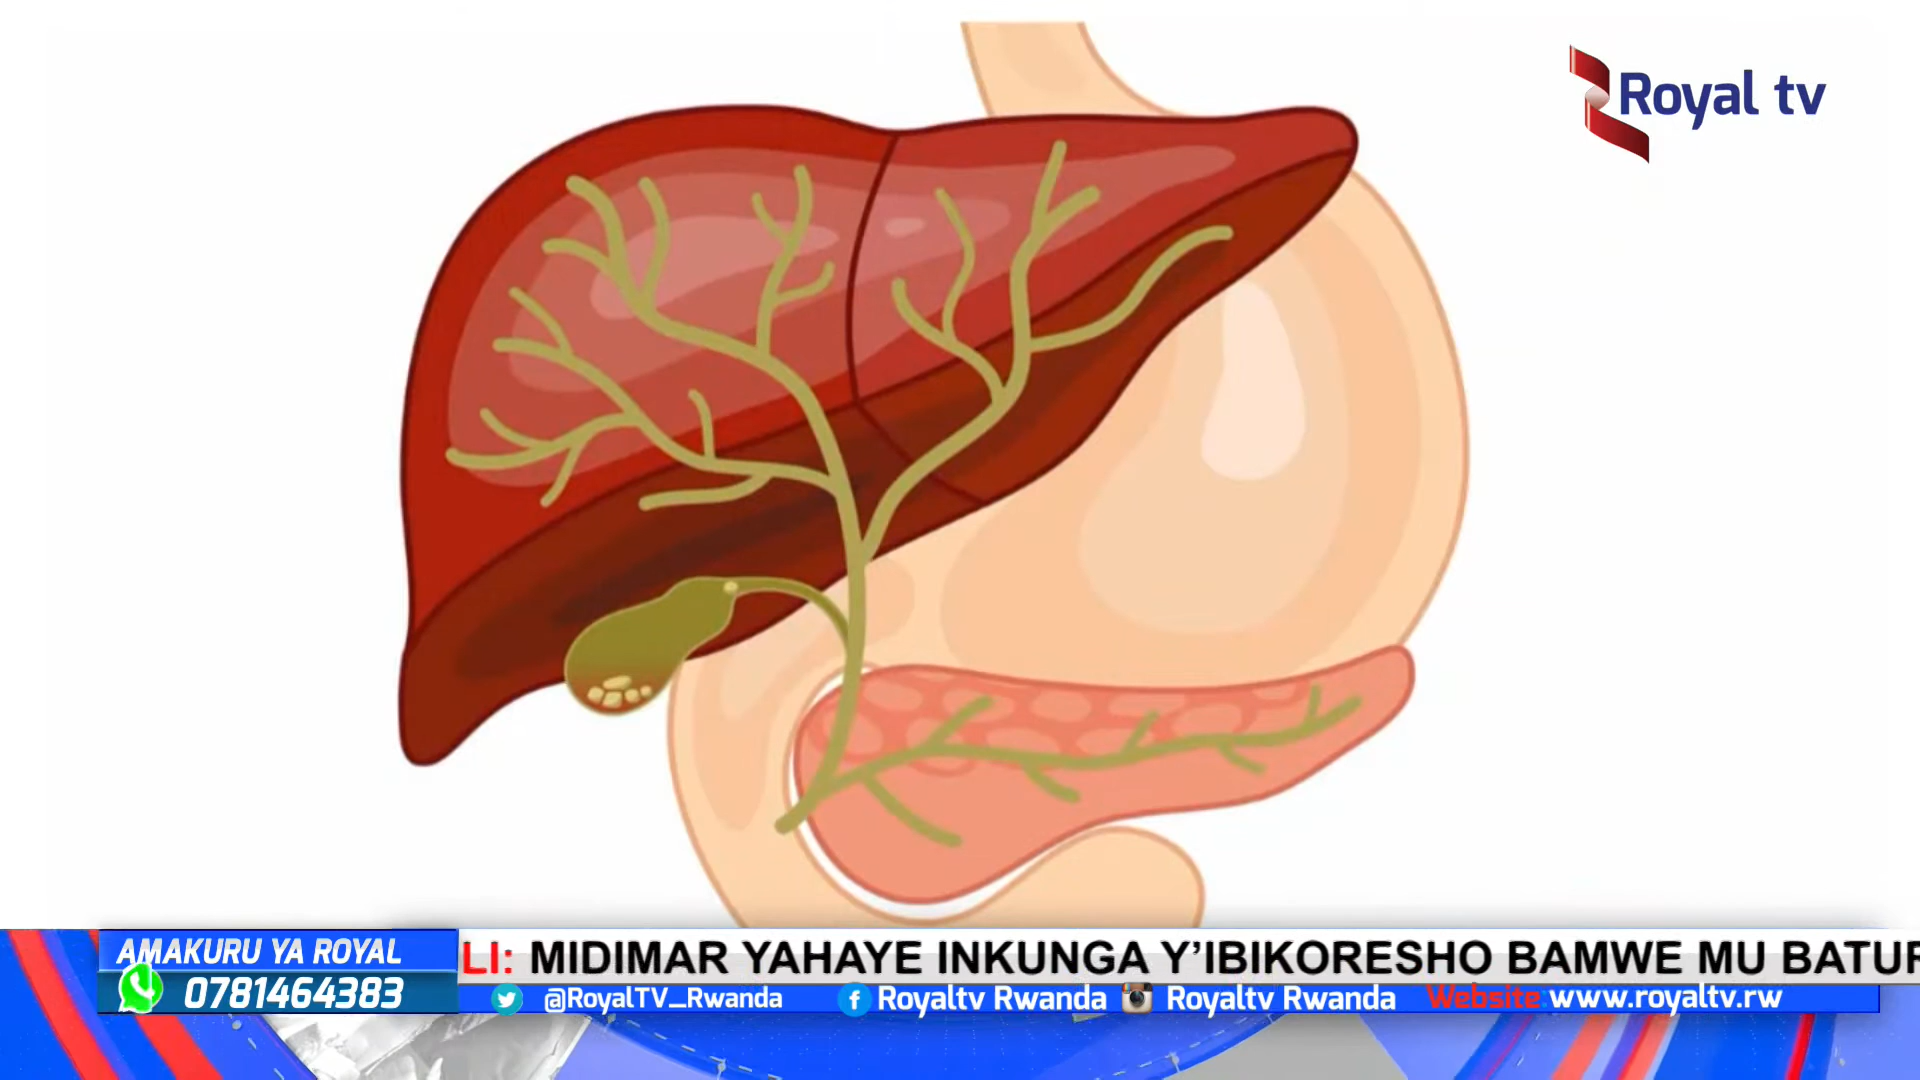 Royal tv
AMAKURU YA ROYAL
LI: MIDIMAR YAHAYE INKUNGA Y’IBIKORESHO BAMWE MU BATUR
0781464383
@RoyalTV_Rwanda
Royaltv Rwanda
Royaltv Rwanda
Website:www.royaltv.rw